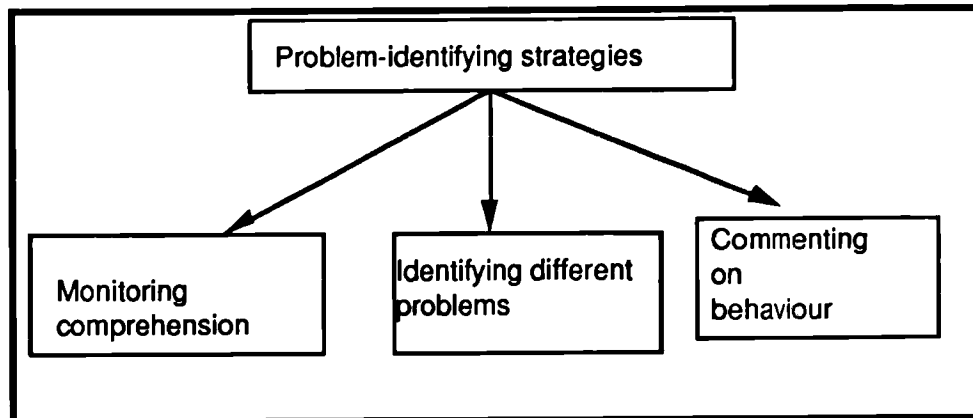 Problem-identifying strategies
Monitoring
comprehension
Identifying different
problems
Commenting
on
behaviour